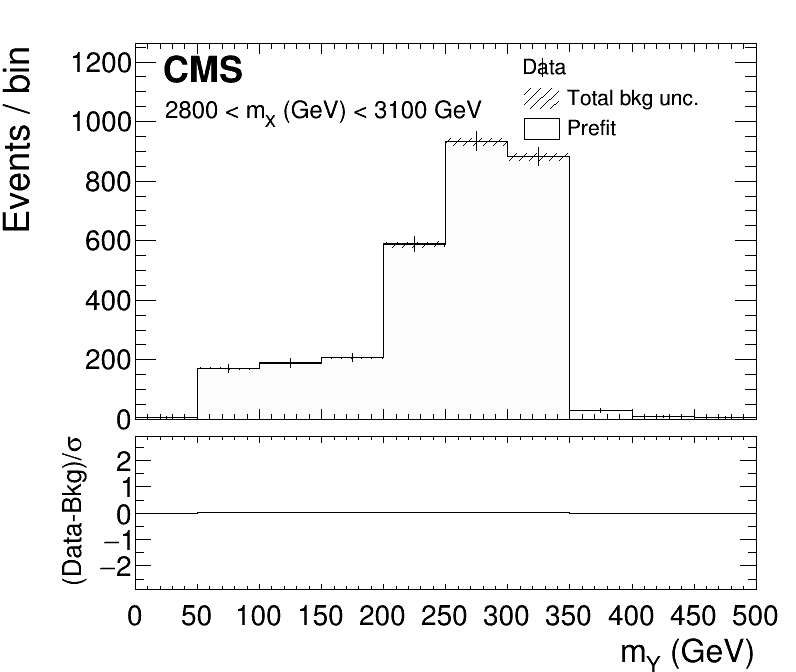 CMS
2800 < mX (GeV) < 3100 GeV
Data
Total bkg unc.
Prefit
Events / bin
1200
1000
800
600
400
200
0
(Data-Bkg)/σ
2
1
0
−1
−2
0 50 100 150 200 250 300 350 400 450 500
mY (GeV)